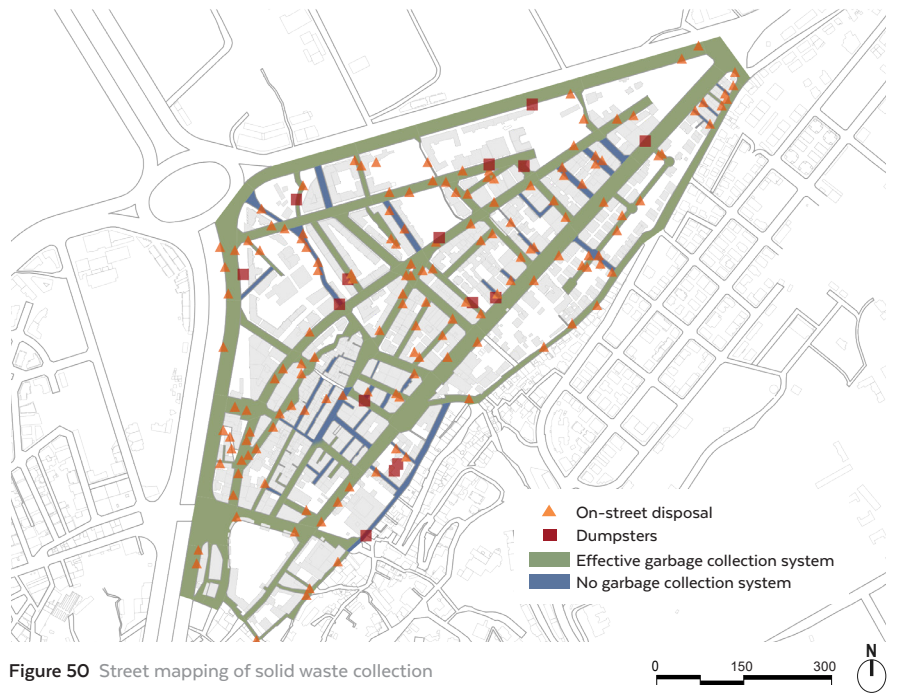 On-street disposal
Dumpsters
Effective garbage collection system
No garbage collection system
Figure 50 Street mapping of solid waste collection
0 150 300
N